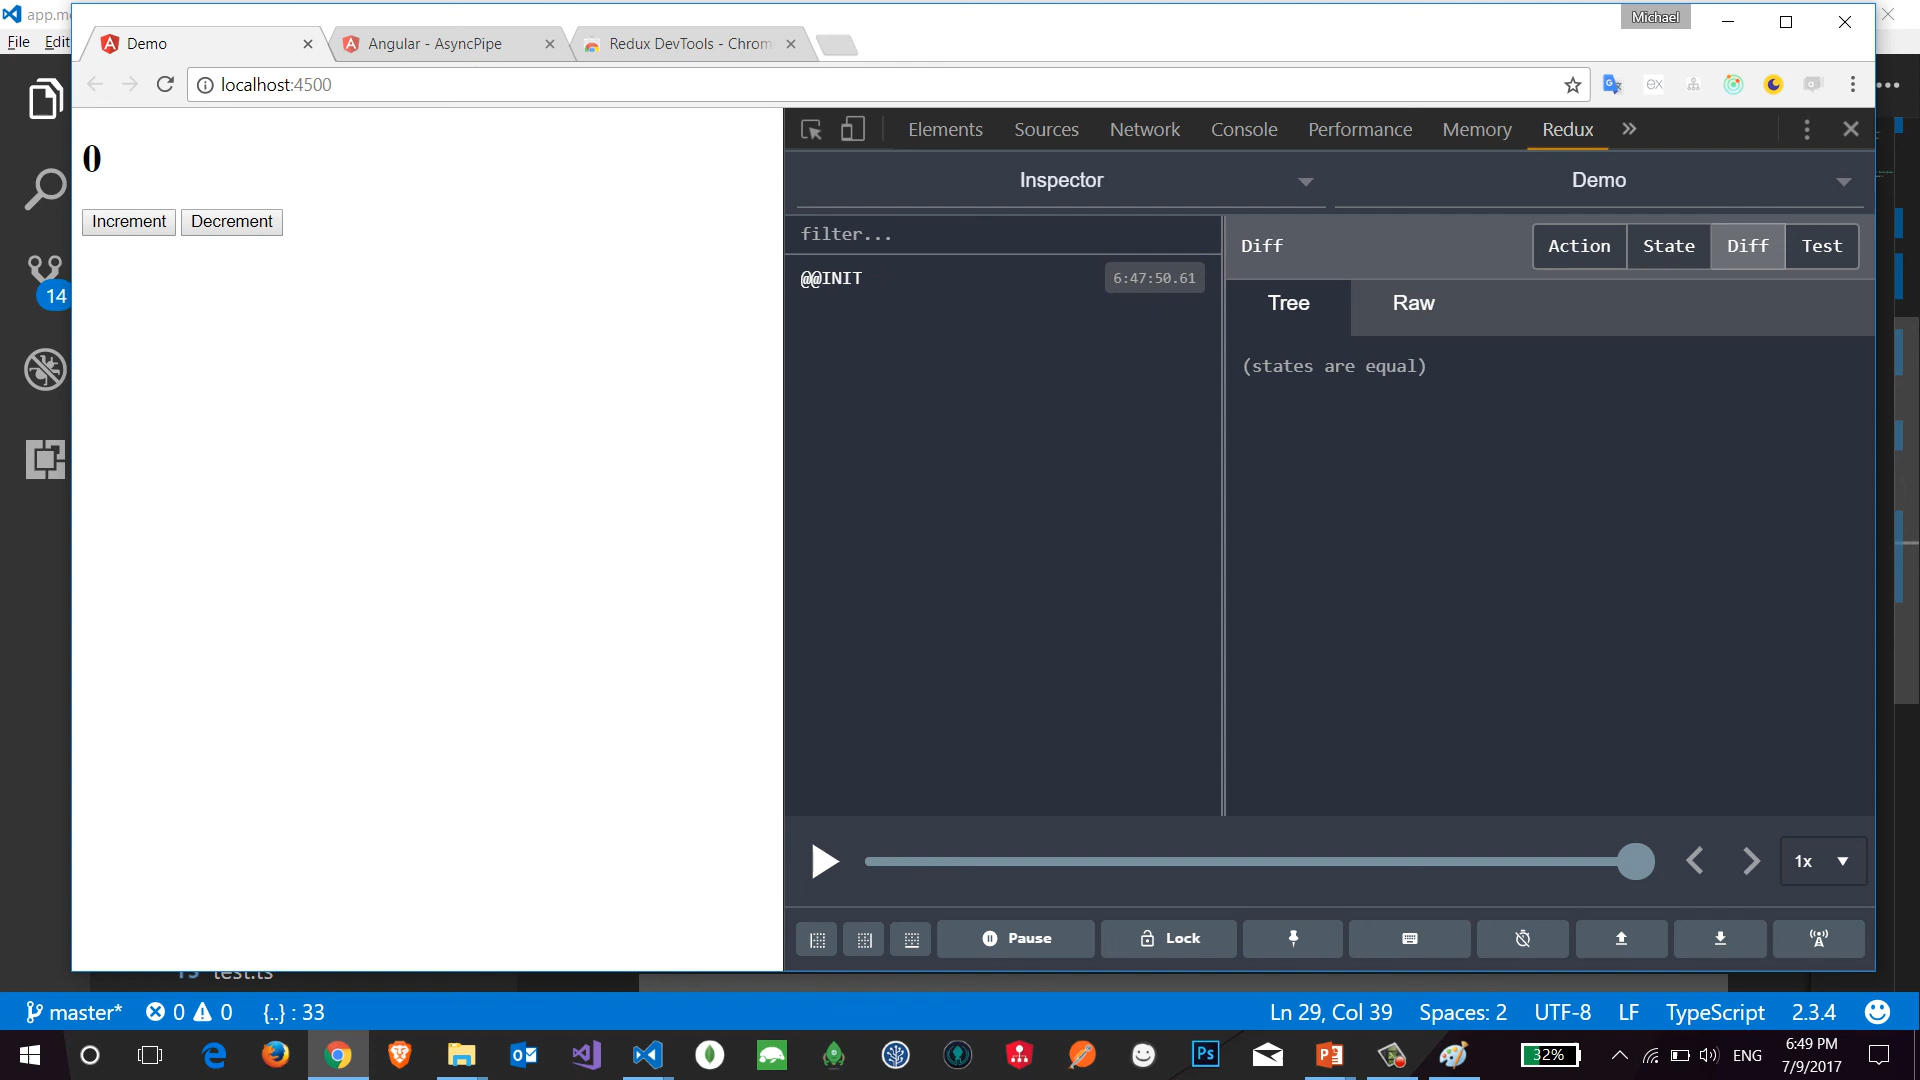 app.m
Michael
File Edit
Demo
Angular - AsyncPipe
Redux DevTools - Chrom
localhost:4500
0
Increment Decrement
Elements Sources Network Console Performance Memory Redux
Inspector
Demo
filter...
@@INIT
6:47:50.61
Diff
Action State Diff Test
Tree Raw
(states are equal)
1x
Pause Lock
14
test.ts
master* 0 0 {..} : 33
Ln 29, Col 39 Spaces: 2 UTF-8 LF TypeScript 2.3.4
32%
ENG
6:49 PM
7/9/2017